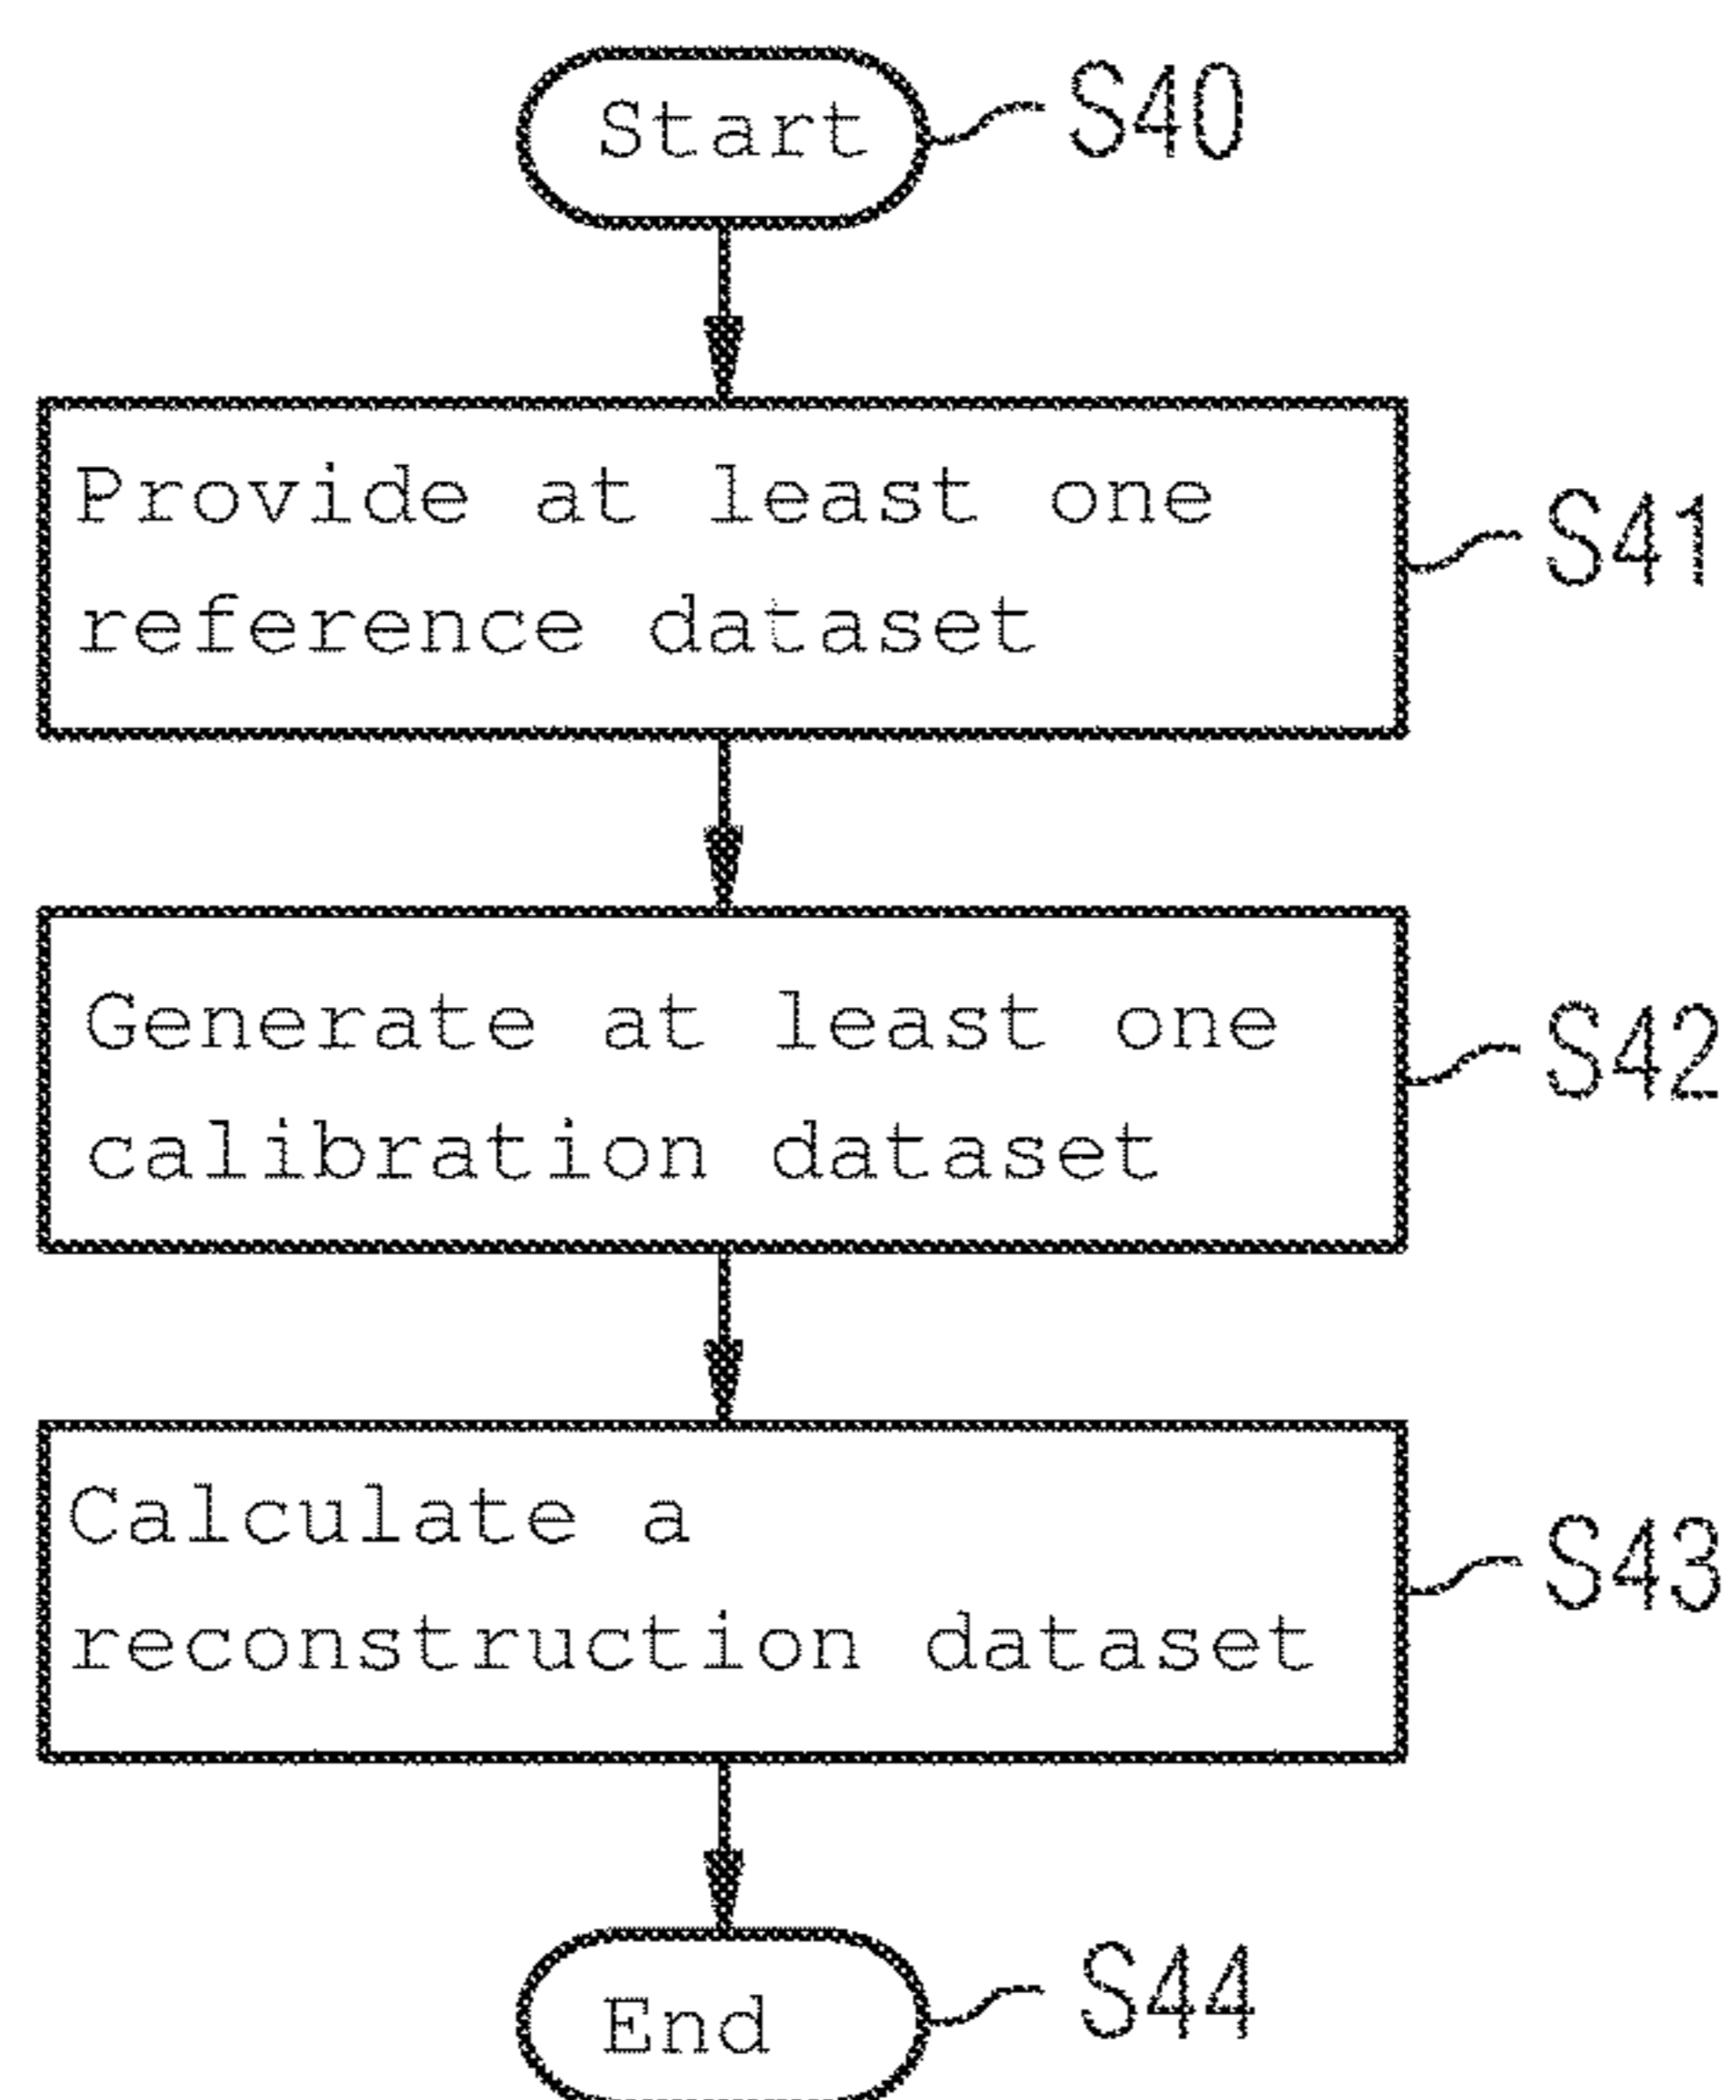 Start
S40
Provide at least one
reference dataset
S41
Generate at least one
calibration dataset
S42
Calculate a
reconstruction dataset
S43
End
S44